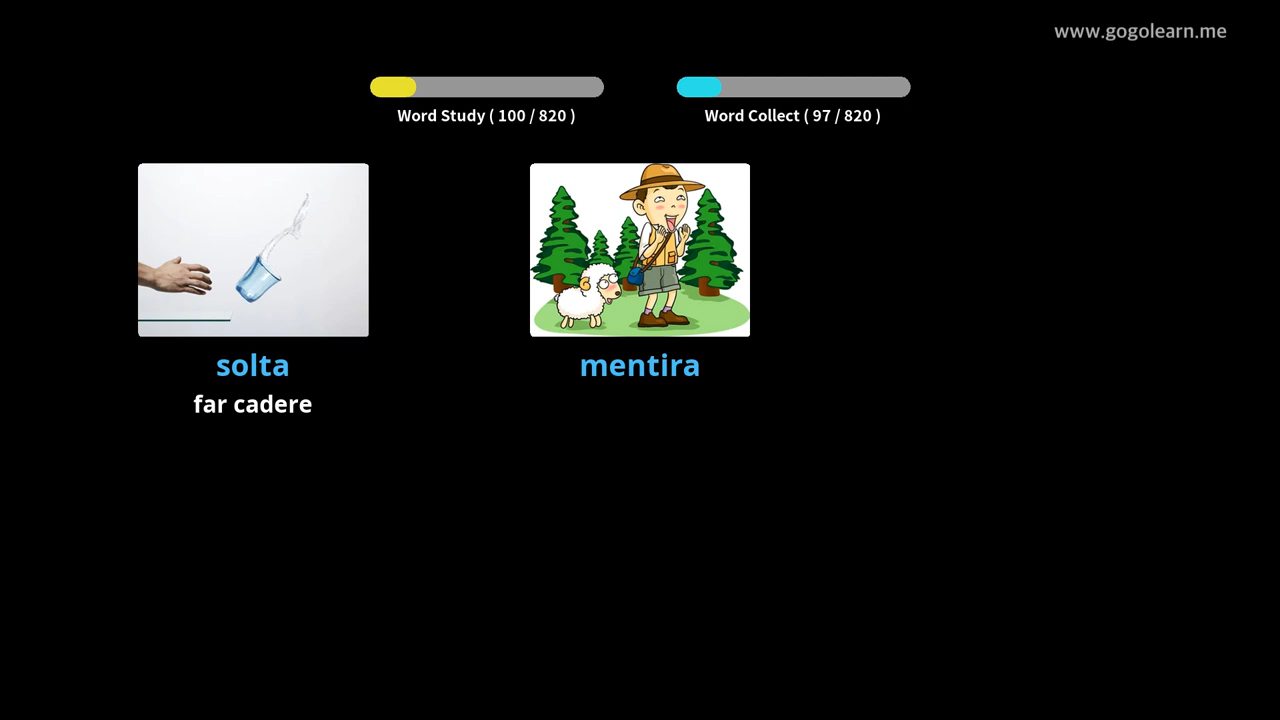 www.gogolearn.me
Word Study ( 100 / 820 )
Word Collect ( 97 / 820 )
solta
far cadere
mentira